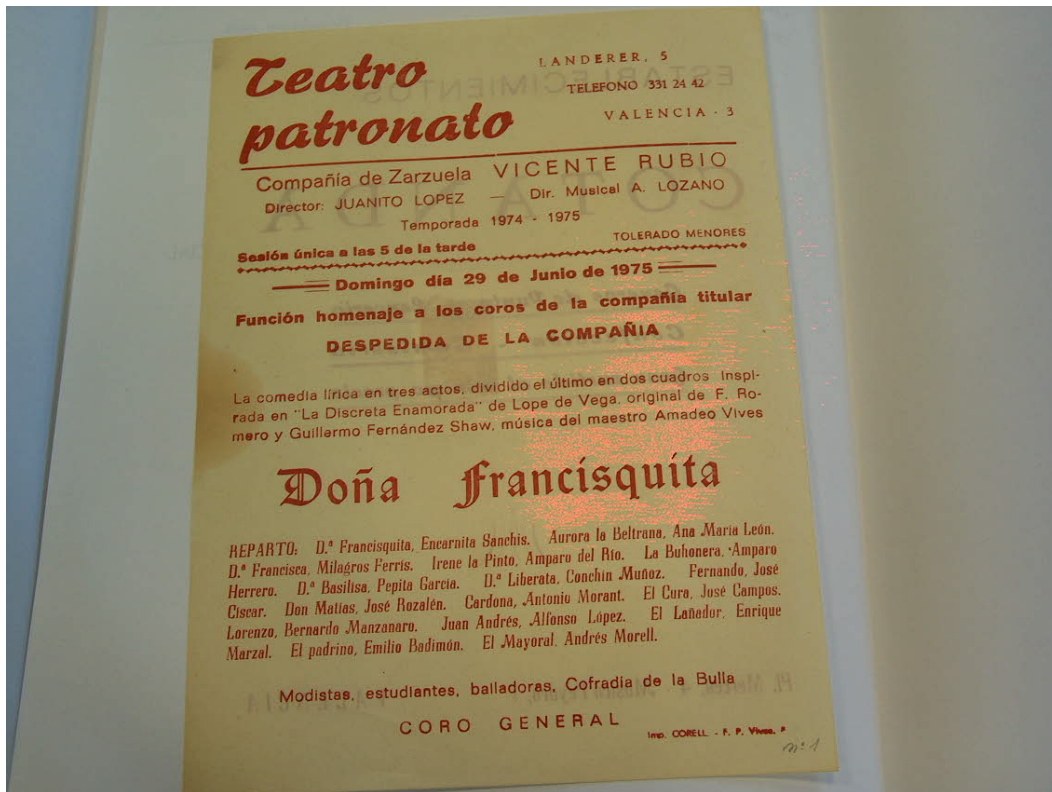 Teatro
patronato
LANDERER, 5
TELEFONO 331 24 42
VALENCIA - 3
Compañía de Zarzuela VICENTE RUBIO
Director: JUANITO LOPEZ — Dir. Musical A. LOZANO
Temporada 1974 - 1975
Sesión única a las 5 de la tarde
TOLERADO MENORES
Domingo día 29 de Junio de 1975
Función homenaje a los coros de la compañía titular
DESPEDIDA DE LA COMPAÑIA
La comedia lírica en tres actos, dividido el último en dos cuadros Inspi-
rada en "La Discreta Enamorada" de Lope de Vega, original de F. Ro-
mero y Guillermo Fernández Shaw, música del maestro Amadeo Vives
Doña Francisquita
REPARTO: D.ª Francisquita, Encarnita Sanchis. Aurora la Beltrana, Ana María León.
D.ª Francisca, Milagros Ferrís. Irene la Pinto, Amparo del Río. La Buhonera, Amparo
Herrero. D.ª Basilisa, Pepita García. D.ª Liberata, Conchín Muñoz. Fernando, José
Císcar. Don Matías, José Rozalén. Cardona, Antonio Morant. El Cura, José Campos.
Lorenzo, Bernardo Manzanaro. Juan Andrés, Alfonso López. El Lañador, Enrique
Marzal. El padrino, Emilio Badimón. El Mayoral, Andrés Morell.
Modistas, estudiantes, bailadoras, Cofradia de la Bulla
CORO GENERAL
Imp. CORELL. - F. P. Vives,
nº 1